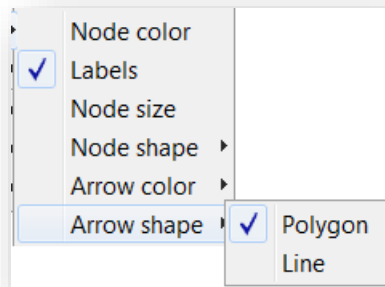 Node color
Labels
Node size
Node shape
Arrow color
Arrow shape
Polygon
Line